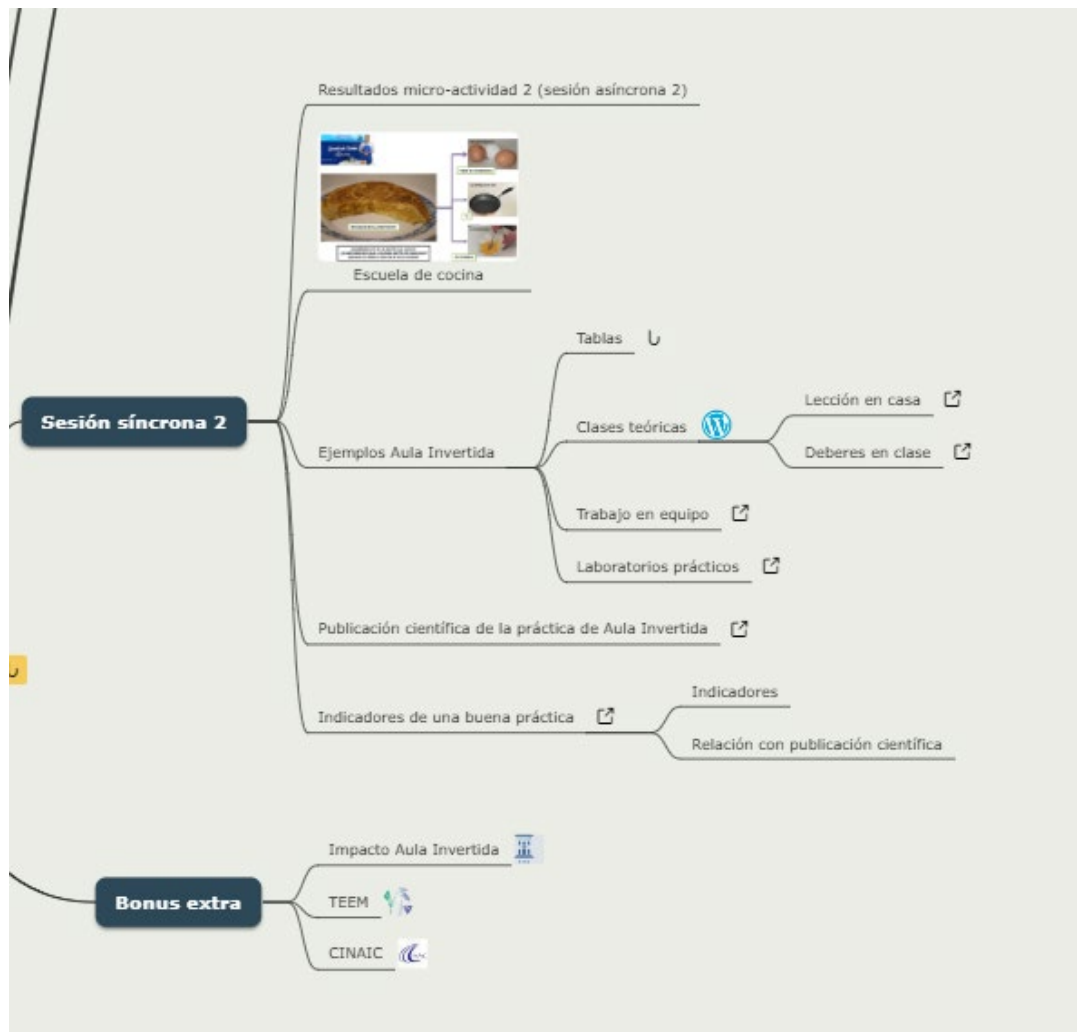 Resultados micro-actividad 2 (sesión asíncrona 2)
Escuela de cocina
Tablas
Lección en casa
Sesión síncrona 2
Clases teóricas
Ejemplos Aula Invertida
Deberes en clase
Trabajo en equipo
Laboratorios prácticos
Publicación científica de la práctica de Aula Invertida
Indicadores
Indicadores de una buena práctica
Relación con publicación científica
Impacto Aula Invertida
Bonus extra
TEEM
CINAIC